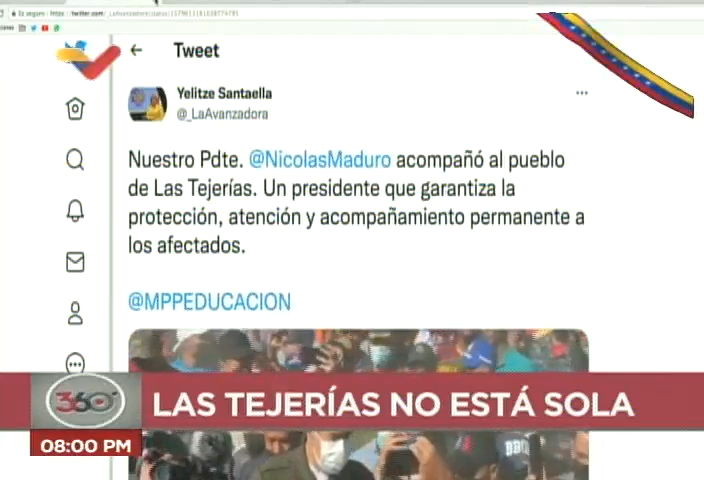 Tweet
Yelitze Santaella
@_LaAvanzadora
Nuestro Pdte. @NicolasMaduro acompañó al pueblo
de Las Tejerías. Un presidente que garantiza la
protección, atención y acompañamiento permanente a
los afectados.
@MPPEDUCACION
360°
LAS TEJERÍAS NO ESTÁ SOLA
08:00 PM